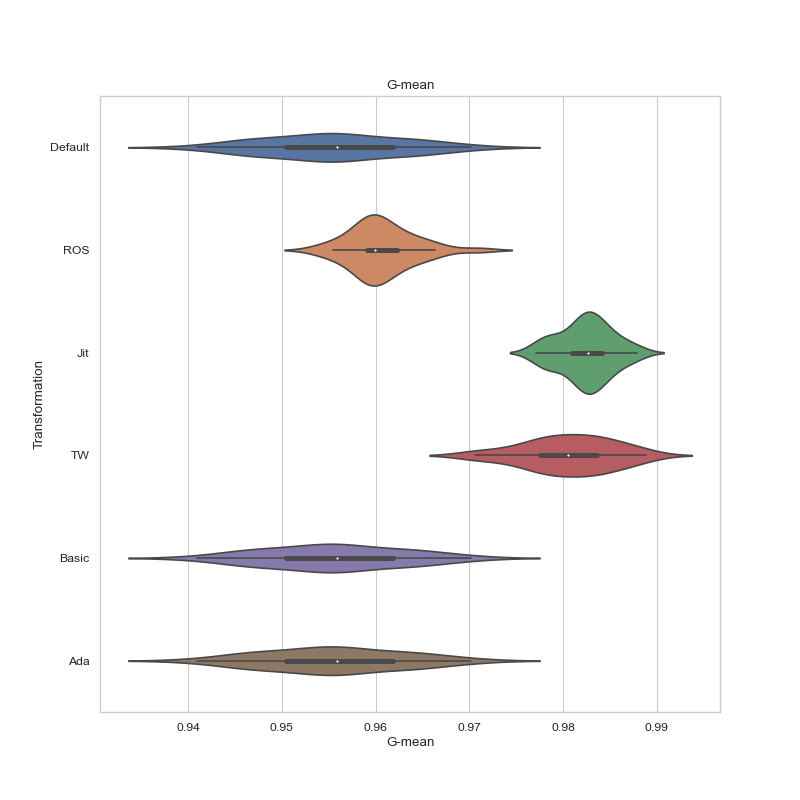 G-mean
Default
ROS
Jit
TW
Basic
Ada
Transformation
0.94 0.95 0.96 0.97 0.98 0.99
G-mean